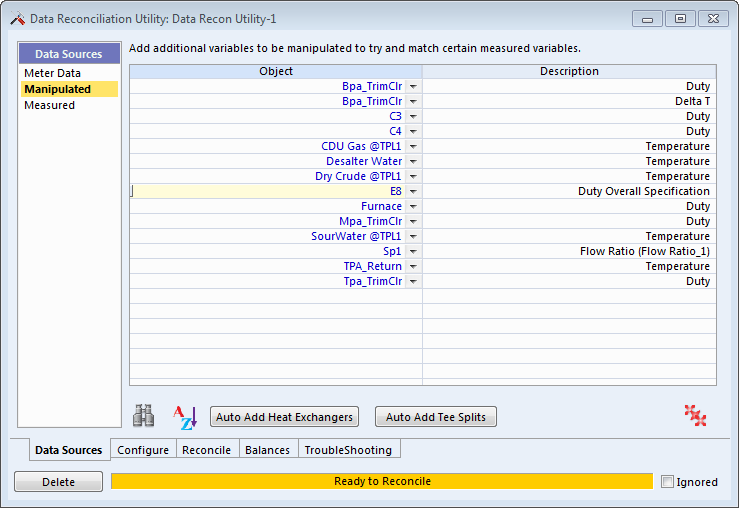 Data Reconciliation Utility: Data Recon Utility-1
Data Sources
Meter Data
Manipulated
Measured
Add additional variables to be manipulated to try and match certain measured variables.
Object Description
Bpa_TrimClr Duty
Bpa_TrimClr Delta T
C3 Duty
C4 Duty
CDU Gas @TPL1 Temperature
Desalter Water Temperature
Dry Crude @TPL1 Temperature
E8 Duty Overall Specification
Furnace Duty
Mpa_TrimClr Duty
SourWater @TPL1 Temperature
Sp1 Flow Ratio (Flow Ratio_1)
TPA_Return Temperature
Tpa_TrimClr Duty
A Z Auto Add Heat Exchangers Auto Add Tee Splits
Data Sources Configure Reconcile Balances TroubleShooting
Delete Ready to Reconcile Ignored